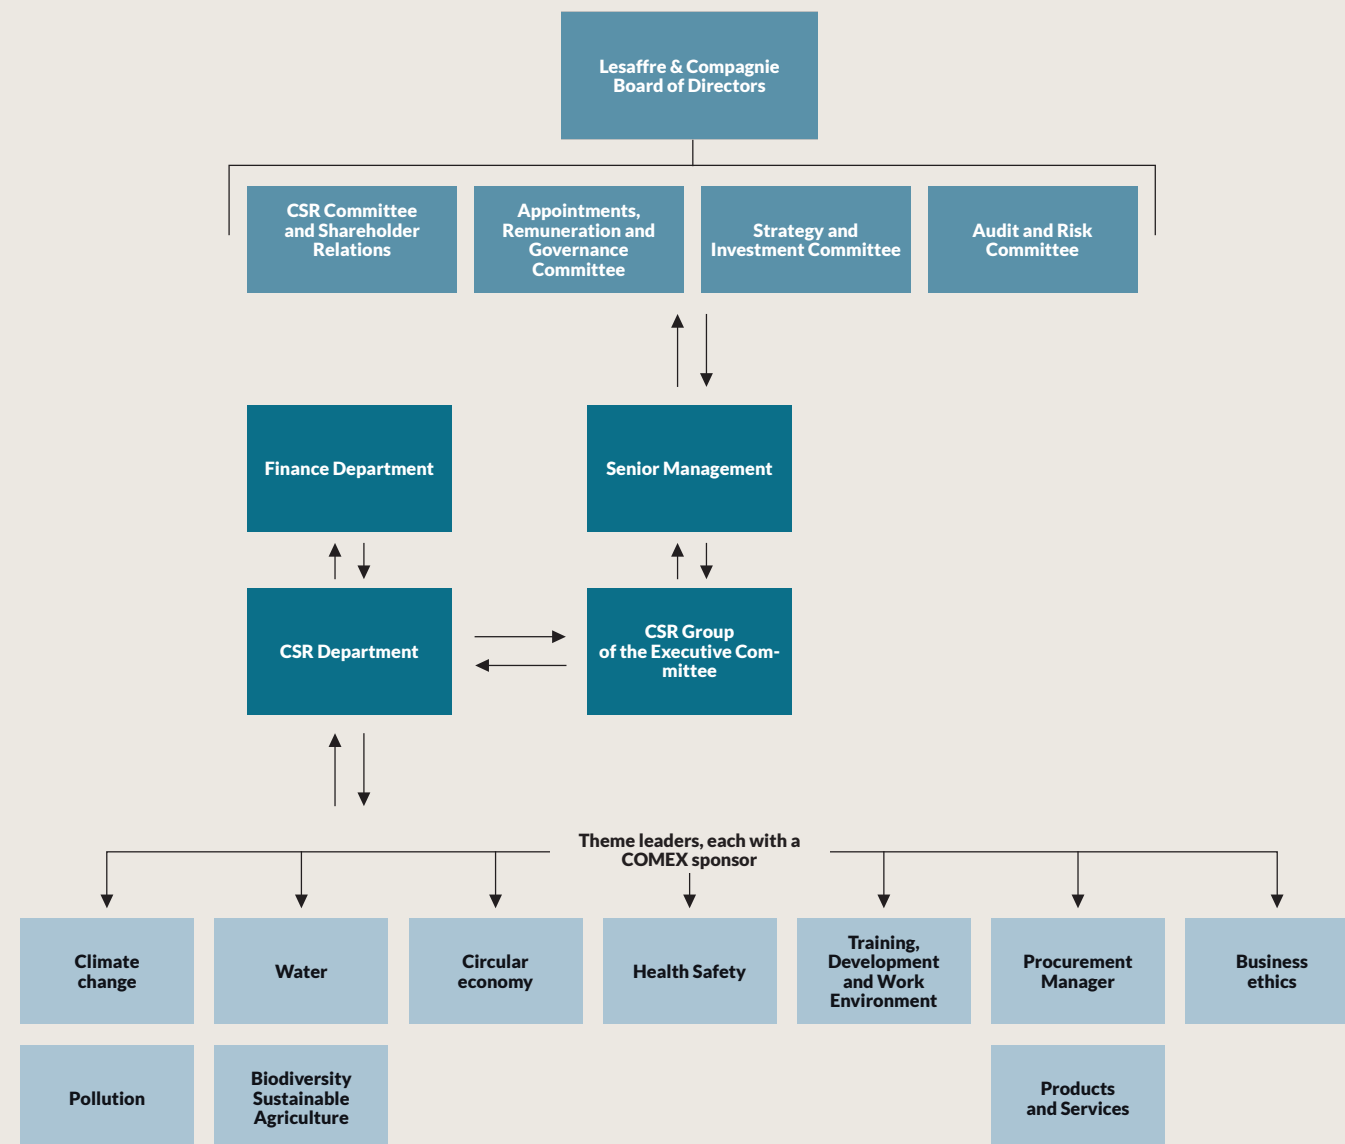 Lesaffre & Compagnie
Board of Directors
CSR Committee
and Shareholder
Relations
Appointments,
Remuneration and
Governance
Committee
Strategy and
Investment Committee
Audit and Risk
Committee
Finance Department
Senior Management
CSR Department
CSR Group
of the Executive Com-
mittee
Theme leaders, each with a
COMEX sponsor
Climate
change
Water
Circular
economy
Health Safety
Training,
Development
and Work
Environment
Procurement
Manager
Business
ethics
Pollution
Biodiversity
Sustainable
Agriculture
Products
and Services